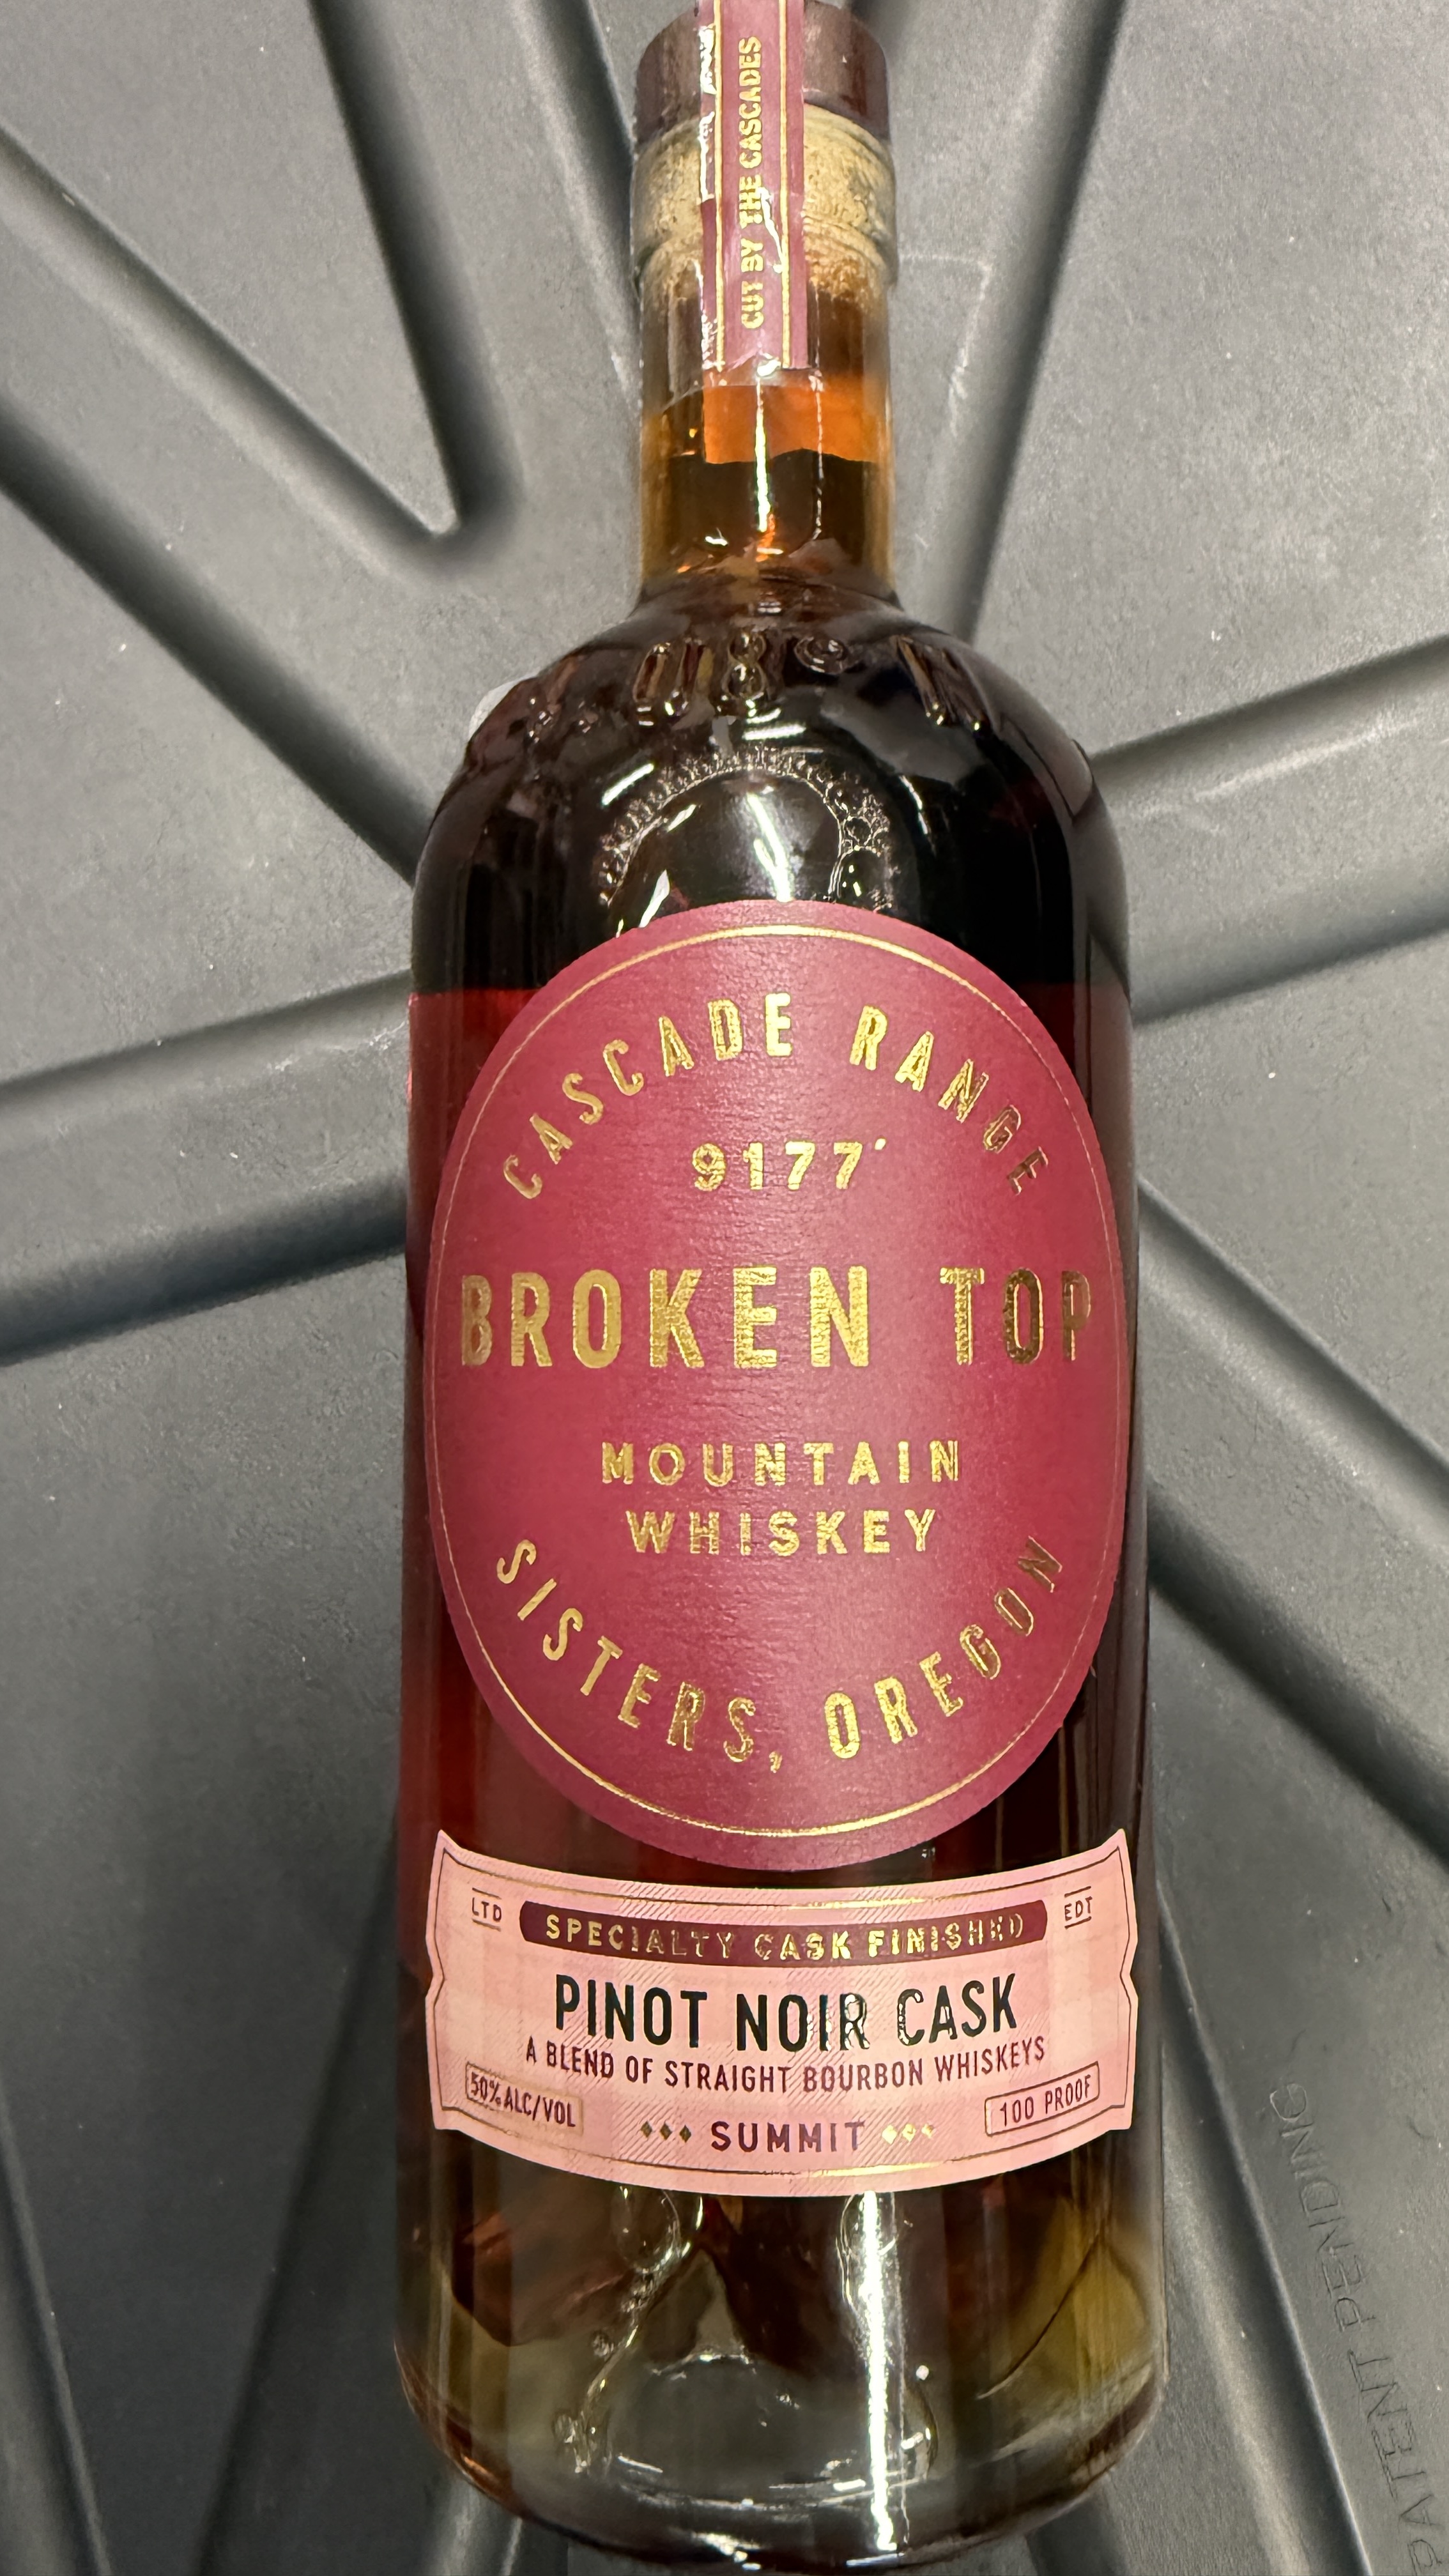 CUT BY THE CASCADES
CASCADE RANGE
9177'
BROKEN TOP
MOUNTAIN
WHISKEY
SISTERS, OREGON
LTD
SPECIALTY CASK FINISHED
EDT
PINOT NOIR CASK
A BLEND OF STRAIGHT BOURBON WHISKEYS
50% ALC/VOL
SUMMIT
100 PROOF
PATENT PENDING